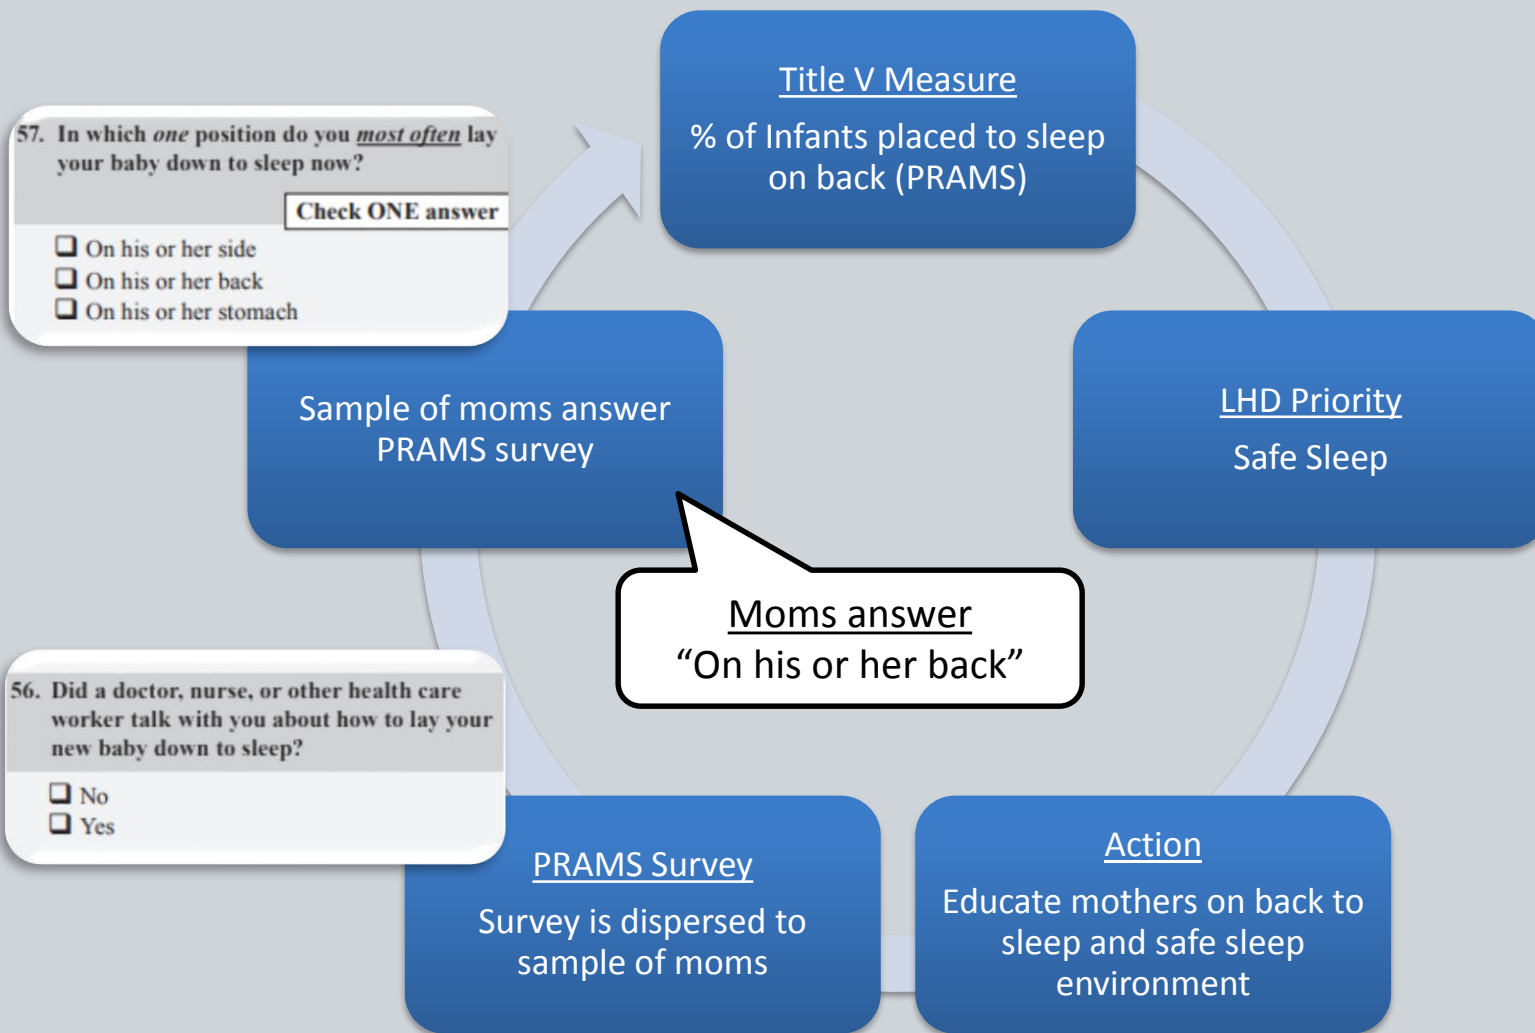 Title V Measure
% of Infants placed to sleep
on back (PRAMS)
57. In which one position do you most often lay
your baby down to sleep now?
Check ONE answer
On his or her side
On his or her back
On his or her stomach
Sample of moms answer
PRAMS survey
LHD Priority
Safe Sleep
Moms answer
“On his or her back”
56. Did a doctor, nurse, or other health care
worker talk with you about how to lay your
new baby down to sleep?
No
Yes
PRAMS Survey
Survey is dispersed to
sample of moms
Action
Educate mothers on back to
sleep and safe sleep
environment